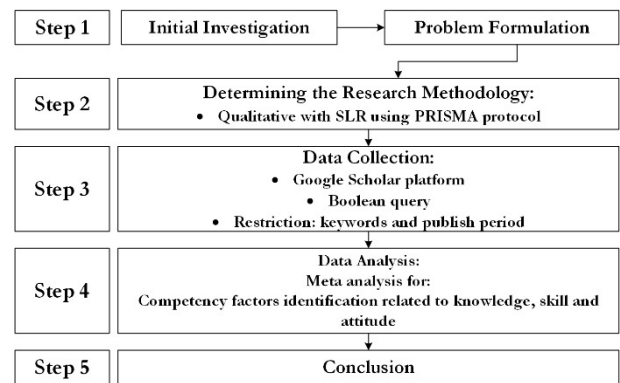 Step 1
Initial Investigation
Problem Formulation
Step 2
Determining the Research Methodology:
• Qualitative with SLR using PRISMA protocol
Step 3
Data Collection:
• Google Scholar platform
• Boolean query
• Restriction: keywords and publish period
Step 4
Data Analysis:
Meta analysis for:
Competency factors identification related to knowledge, skill and
attitude
Step 5
Conclusion